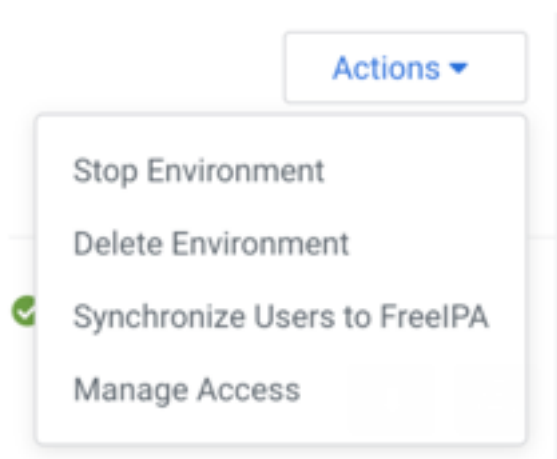 Actions
Stop Environment
Delete Environment
Synchronize Users to FreeIPA
Manage Access